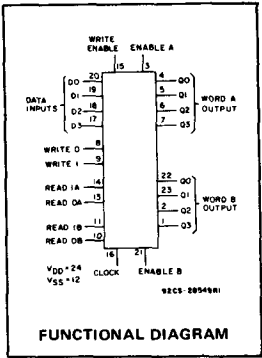 WRITE
ENABLE ENABLE A
15 3
D0 20 4 Q0
D1 19 5 Q1
DATA INPUTS D2 18 6 Q2 WORD A OUTPUT
D3 17 7 Q3
WRITE 0 8
WRITE 1 9
READ 1A 14 22 Q0
READ 0A 13 23 Q1
2 Q2 WORD B OUTPUT
READ 1B 11 1 Q3
READ 0B 10
16 21
VDD=24 CLOCK ENABLE B
VSS=12
92CS-28549R1
FUNCTIONAL DIAGRAM